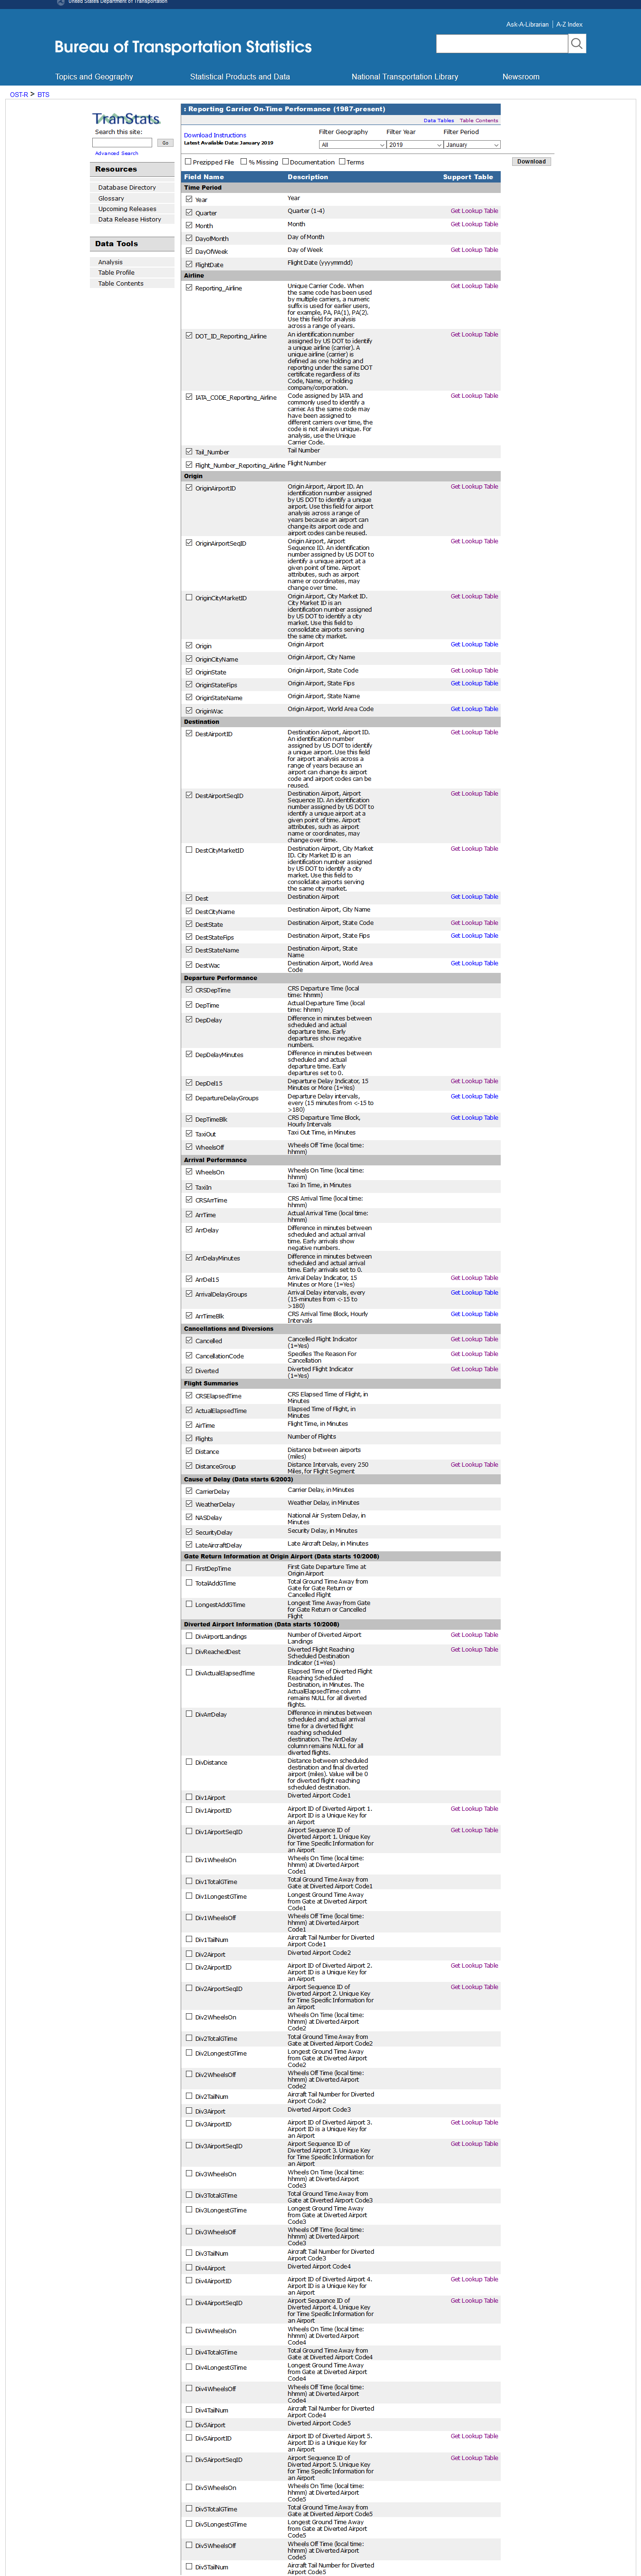 United States Department of Transportation
Ask-A-Librarian | A-Z Index
Bureau of Transportation Statistics
Topics and Geography Statistical Products and Data National Transportation Library Newsroom
OST-R > BTS
TranStats
Search this site:
Go
Advanced Search
Resources
Database Directory
Glossary
Upcoming Releases
Data Release History
Data Tools
Analysis
Table Profile
Table Contents
: Reporting Carrier On-Time Performance (1987-present)
Data Tables Table Contents
Download Instructions
Latest Available Data: January 2019
Filter Geography Filter Year Filter Period
All 2019 January
Prezipped File % Missing Documentation Terms Download
Field Name Description Support Table
Time Period
Year Year
Quarter Quarter (1-4) Get Lookup Table
Month Month Get Lookup Table
DayofMonth Day of Month
DayOfWeek Day of Week Get Lookup Table
FlightDate Flight Date (yyyymmdd)
Airline
Reporting_Airline Unique Carrier Code. When Get Lookup Table
the same code has been used
by multiple carriers, a numeric
suffix is used for earlier users,
for example, PA, PA(1), PA(2).
Use this field for analysis
across a range of years.
DOT_ID_Reporting_Airline An identification number Get Lookup Table
assigned by US DOT to identify
a unique airline (carrier). A
unique airline (carrier) is
defined as one holding and
reporting under the same DOT
certificate regardless of its
Code, Name, or holding
company/corporation.
IATA_CODE_Reporting_Airline Code assigned by IATA and Get Lookup Table
commonly used to identify a
carrier. As the same code may
have been assigned to
different carriers over time, the
code is not always unique. For
analysis, use the Unique
Carrier Code.
Tail_Number Tail Number
Flight_Number_Reporting_Airline Flight Number
Origin
OriginAirportID Origin Airport, Airport ID. An Get Lookup Table
identification number assigned
by US DOT to identify a unique
airport. Use this field for airport
analysis across a range of
years because an airport can
change its airport code and
airport codes can be reused.
OriginAirportSeqID Origin Airport, Airport Get Lookup Table
Sequence ID. An identification
number assigned by US DOT to
identify a unique airport at a
given point of time. Airport
attributes, such as airport
name or coordinates, may
change over time.
OriginCityMarketID Origin Airport, City Market ID. Get Lookup Table
City Market ID is an
identification number assigned
by US DOT to identify a city
market. Use this field to
consolidate airports serving
the same city market.
Origin Origin Airport Get Lookup Table
OriginCityName Origin Airport, City Name
OriginState Origin Airport, State Code Get Lookup Table
OriginStateFips Origin Airport, State Fips Get Lookup Table
OriginStateName Origin Airport, State Name
OriginWac Origin Airport, World Area Code Get Lookup Table
Destination
DestAirportID Destination Airport, Airport ID. Get Lookup Table
An identification number
assigned by US DOT to identify
a unique airport. Use this field
for airport analysis across a
range of years because an
airport can change its airport
code and airport codes can be
reused.
DestAirportSeqID Destination Airport, Airport Get Lookup Table
Sequence ID. An identification
number assigned by US DOT to
identify a unique airport at a
given point of time. Airport
attributes, such as airport
name or coordinates, may
change over time.
DestCityMarketID Destination Airport, City Market Get Lookup Table
ID. City Market ID is an
identification number assigned
by US DOT to identify a city
market. Use this field to
consolidate airports serving
the same city market.
Dest Destination Airport Get Lookup Table
DestCityName Destination Airport, City Name
DestState Destination Airport, State Code Get Lookup Table
DestStateFips Destination Airport, State Fips Get Lookup Table
DestStateName Destination Airport, State
Name
DestWac Destination Airport, World Area Get Lookup Table
Code
Departure Performance
CRSDepTime CRS Departure Time (local
time: hhmm)
DepTime Actual Departure Time (local
time: hhmm)
DepDelay Difference in minutes between
scheduled and actual
departure time. Early
departures show negative
numbers.
DepDelayMinutes Difference in minutes between
scheduled and actual
departure time. Early
departures set to 0.
DepDel15 Departure Delay Indicator, 15 Get Lookup Table
Minutes or More (1=Yes)
DepartureDelayGroups Departure Delay intervals, Get Lookup Table
every (15 minutes from <-15 to
>180)
DepTimeBlk CRS Departure Time Block, Get Lookup Table
Hourly Intervals
TaxiOut Taxi Out Time, in Minutes
WheelsOff Wheels Off Time (local time:
hhmm)
Arrival Performance
WheelsOn Wheels On Time (local time:
hhmm)
TaxiIn Taxi In Time, in Minutes
CRSArrTime CRS Arrival Time (local time:
hhmm)
ArrTime Actual Arrival Time (local time:
hhmm)
ArrDelay Difference in minutes between
scheduled and actual arrival
time. Early arrivals show
negative numbers.
ArrDelayMinutes Difference in minutes between
scheduled and actual arrival
time. Early arrivals set to 0.
ArrDel15 Arrival Delay Indicator, 15 Get Lookup Table
Minutes or More (1=Yes)
ArrivalDelayGroups Arrival Delay intervals, every Get Lookup Table
(15-minutes from <-15 to
>180)
ArrTimeBlk CRS Arrival Time Block, Hourly Get Lookup Table
Intervals
Cancellations and Diversions
Cancelled Cancelled Flight Indicator Get Lookup Table
(1=Yes)
CancellationCode Specifies The Reason For Get Lookup Table
Cancellation
Diverted Diverted Flight Indicator Get Lookup Table
(1=Yes)
Flight Summaries
CRSElapsedTime CRS Elapsed Time of Flight, in
Minutes
ActualElapsedTime Elapsed Time of Flight, in
Minutes
AirTime Flight Time, in Minutes
Flights Number of Flights
Distance Distance between airports
(miles)
DistanceGroup Distance Intervals, every 250 Get Lookup Table
Miles, for Flight Segment
Cause of Delay (Data starts 6/2003)
CarrierDelay Carrier Delay, in Minutes
WeatherDelay Weather Delay, in Minutes
NASDelay National Air System Delay, in
Minutes
SecurityDelay Security Delay, in Minutes
LateAircraftDelay Late Aircraft Delay, in Minutes
Gate Return Information at Origin Airport (Data starts 10/2008)
FirstDepTime First Gate Departure Time at
Origin Airport
TotalAddGTime Total Ground Time Away from
Gate for Gate Return or
Cancelled Flight
LongestAddGTime Longest Time Away from Gate
for Gate Return or Cancelled
Flight
Diverted Airport Information (Data starts 10/2008)
DivAirportLandings Number of Diverted Airport Get Lookup Table
Landings
DivReachedDest Diverted Flight Reaching Get Lookup Table
Scheduled Destination
Indicator (1=Yes)
DivActualElapsedTime Elapsed Time of Diverted Flight
Reaching Scheduled
Destination, in Minutes. The
ActualElapsedTime column
remains NULL for all diverted
flights.
DivArrDelay Difference in minutes between
scheduled and actual arrival
time for a diverted flight
reaching scheduled
destination. The ArrDelay
column remains NULL for all
diverted flights.
DivDistance Distance between scheduled
destination and final diverted
airport (miles). Value will be 0
for diverted flight reaching
scheduled destination.
Div1Airport Diverted Airport Code1
Div1AirportID Airport ID of Diverted Airport 1. Get Lookup Table
Airport ID is a Unique Key for
an Airport
Div1AirportSeqID Airport Sequence ID of Get Lookup Table
Diverted Airport 1. Unique Key
for Time Specific Information for
an Airport
Div1WheelsOn Wheels On Time (local time:
hhmm) at Diverted Airport
Code1
Div1TotalGTime Total Ground Time Away from
Gate at Diverted Airport Code1
Div1LongestGTime Longest Ground Time Away
from Gate at Diverted Airport
Code1
Div1WheelsOff Wheels Off Time (local time:
hhmm) at Diverted Airport
Code1
Div1TailNum Aircraft Tail Number for Diverted
Airport Code1
Div2Airport Diverted Airport Code2
Div2AirportID Airport ID of Diverted Airport 2. Get Lookup Table
Airport ID is a Unique Key for
an Airport
Div2AirportSeqID Airport Sequence ID of Get Lookup Table
Diverted Airport 2. Unique Key
for Time Specific Information for
an Airport
Div2WheelsOn Wheels On Time (local time:
hhmm) at Diverted Airport
Code2
Div2TotalGTime Total Ground Time Away from
Gate at Diverted Airport Code2
Div2LongestGTime Longest Ground Time Away
from Gate at Diverted Airport
Code2
Div2WheelsOff Wheels Off Time (local time:
hhmm) at Diverted Airport
Code2
Div2TailNum Aircraft Tail Number for Diverted
Airport Code2
Div3Airport Diverted Airport Code3
Div3AirportID Airport ID of Diverted Airport 3. Get Lookup Table
Airport ID is a Unique Key for
an Airport
Div3AirportSeqID Airport Sequence ID of Get Lookup Table
Diverted Airport 3. Unique Key
for Time Specific Information for
an Airport
Div3WheelsOn Wheels On Time (local time:
hhmm) at Diverted Airport
Code3
Div3TotalGTime Total Ground Time Away from
Gate at Diverted Airport Code3
Div3LongestGTime Longest Ground Time Away
from Gate at Diverted Airport
Code3
Div3WheelsOff Wheels Off Time (local time:
hhmm) at Diverted Airport
Code3
Div3TailNum Aircraft Tail Number for Diverted
Airport Code3
Div4Airport Diverted Airport Code4
Div4AirportID Airport ID of Diverted Airport 4. Get Lookup Table
Airport ID is a Unique Key for
an Airport
Div4AirportSeqID Airport Sequence ID of Get Lookup Table
Diverted Airport 4. Unique Key
for Time Specific Information for
an Airport
Div4WheelsOn Wheels On Time (local time:
hhmm) at Diverted Airport
Code4
Div4TotalGTime Total Ground Time Away from
Gate at Diverted Airport Code4
Div4LongestGTime Longest Ground Time Away
from Gate at Diverted Airport
Code4
Div4WheelsOff Wheels Off Time (local time:
hhmm) at Diverted Airport
Code4
Div4TailNum Aircraft Tail Number for Diverted
Airport Code4
Div5Airport Diverted Airport Code5
Div5AirportID Airport ID of Diverted Airport 5. Get Lookup Table
Airport ID is a Unique Key for
an Airport
Div5AirportSeqID Airport Sequence ID of Get Lookup Table
Diverted Airport 5. Unique Key
for Time Specific Information for
an Airport
Div5WheelsOn Wheels On Time (local time:
hhmm) at Diverted Airport
Code5
Div5TotalGTime Total Ground Time Away from
Gate at Diverted Airport Code5
Div5LongestGTime Longest Ground Time Away
from Gate at Diverted Airport
Code5
Div5WheelsOff Wheels Off Time (local time:
hhmm) at Diverted Airport
Code5
Div5TailNum Aircraft Tail Number for Diverted
Airport Code5